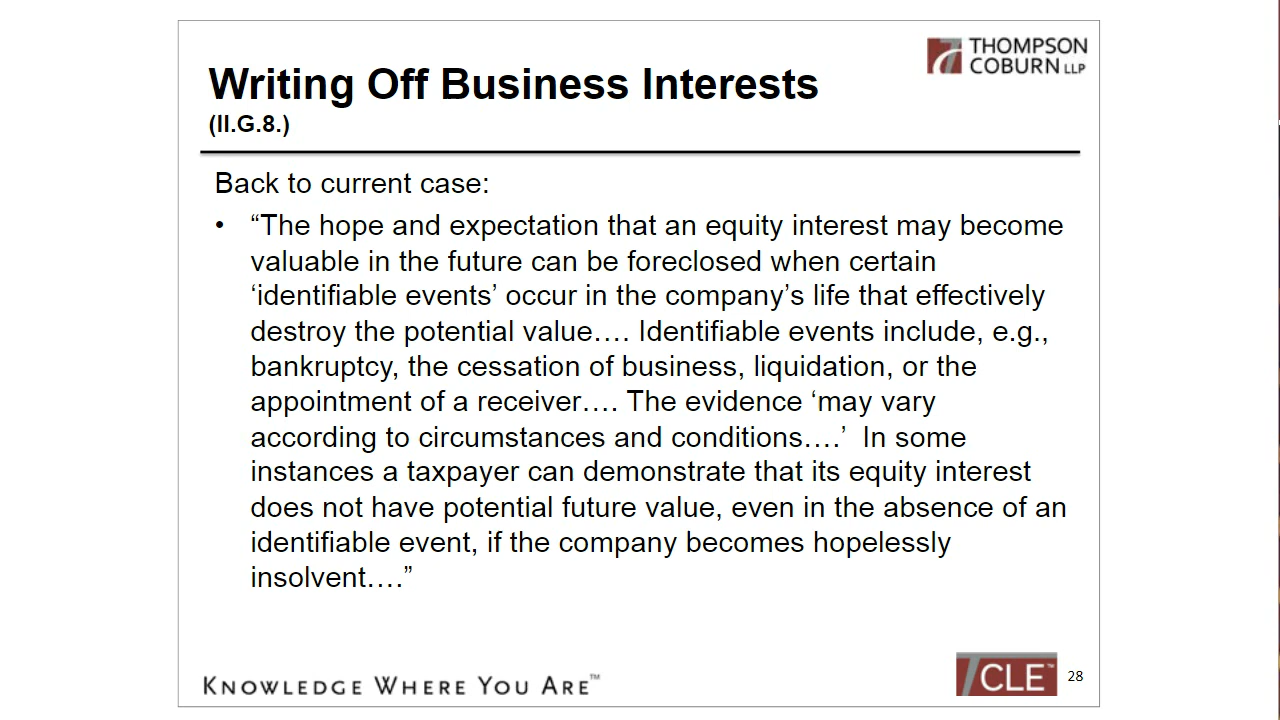 THOMPSON
COBURN LLP
Writing Off Business Interests
(II.G.8.)
Back to current case:
• “The hope and expectation that an equity interest may become
valuable in the future can be foreclosed when certain
‘identifiable events’ occur in the company’s life that effectively
destroy the potential value…. Identifiable events include, e.g.,
bankruptcy, the cessation of business, liquidation, or the
appointment of a receiver…. The evidence ‘may vary
according to circumstances and conditions….’  In some
instances a taxpayer can demonstrate that its equity interest
does not have potential future value, even in the absence of an
identifiable event, if the company becomes hopelessly
insolvent….”
KNOWLEDGE WHERE YOU ARE™
TCLE™
28